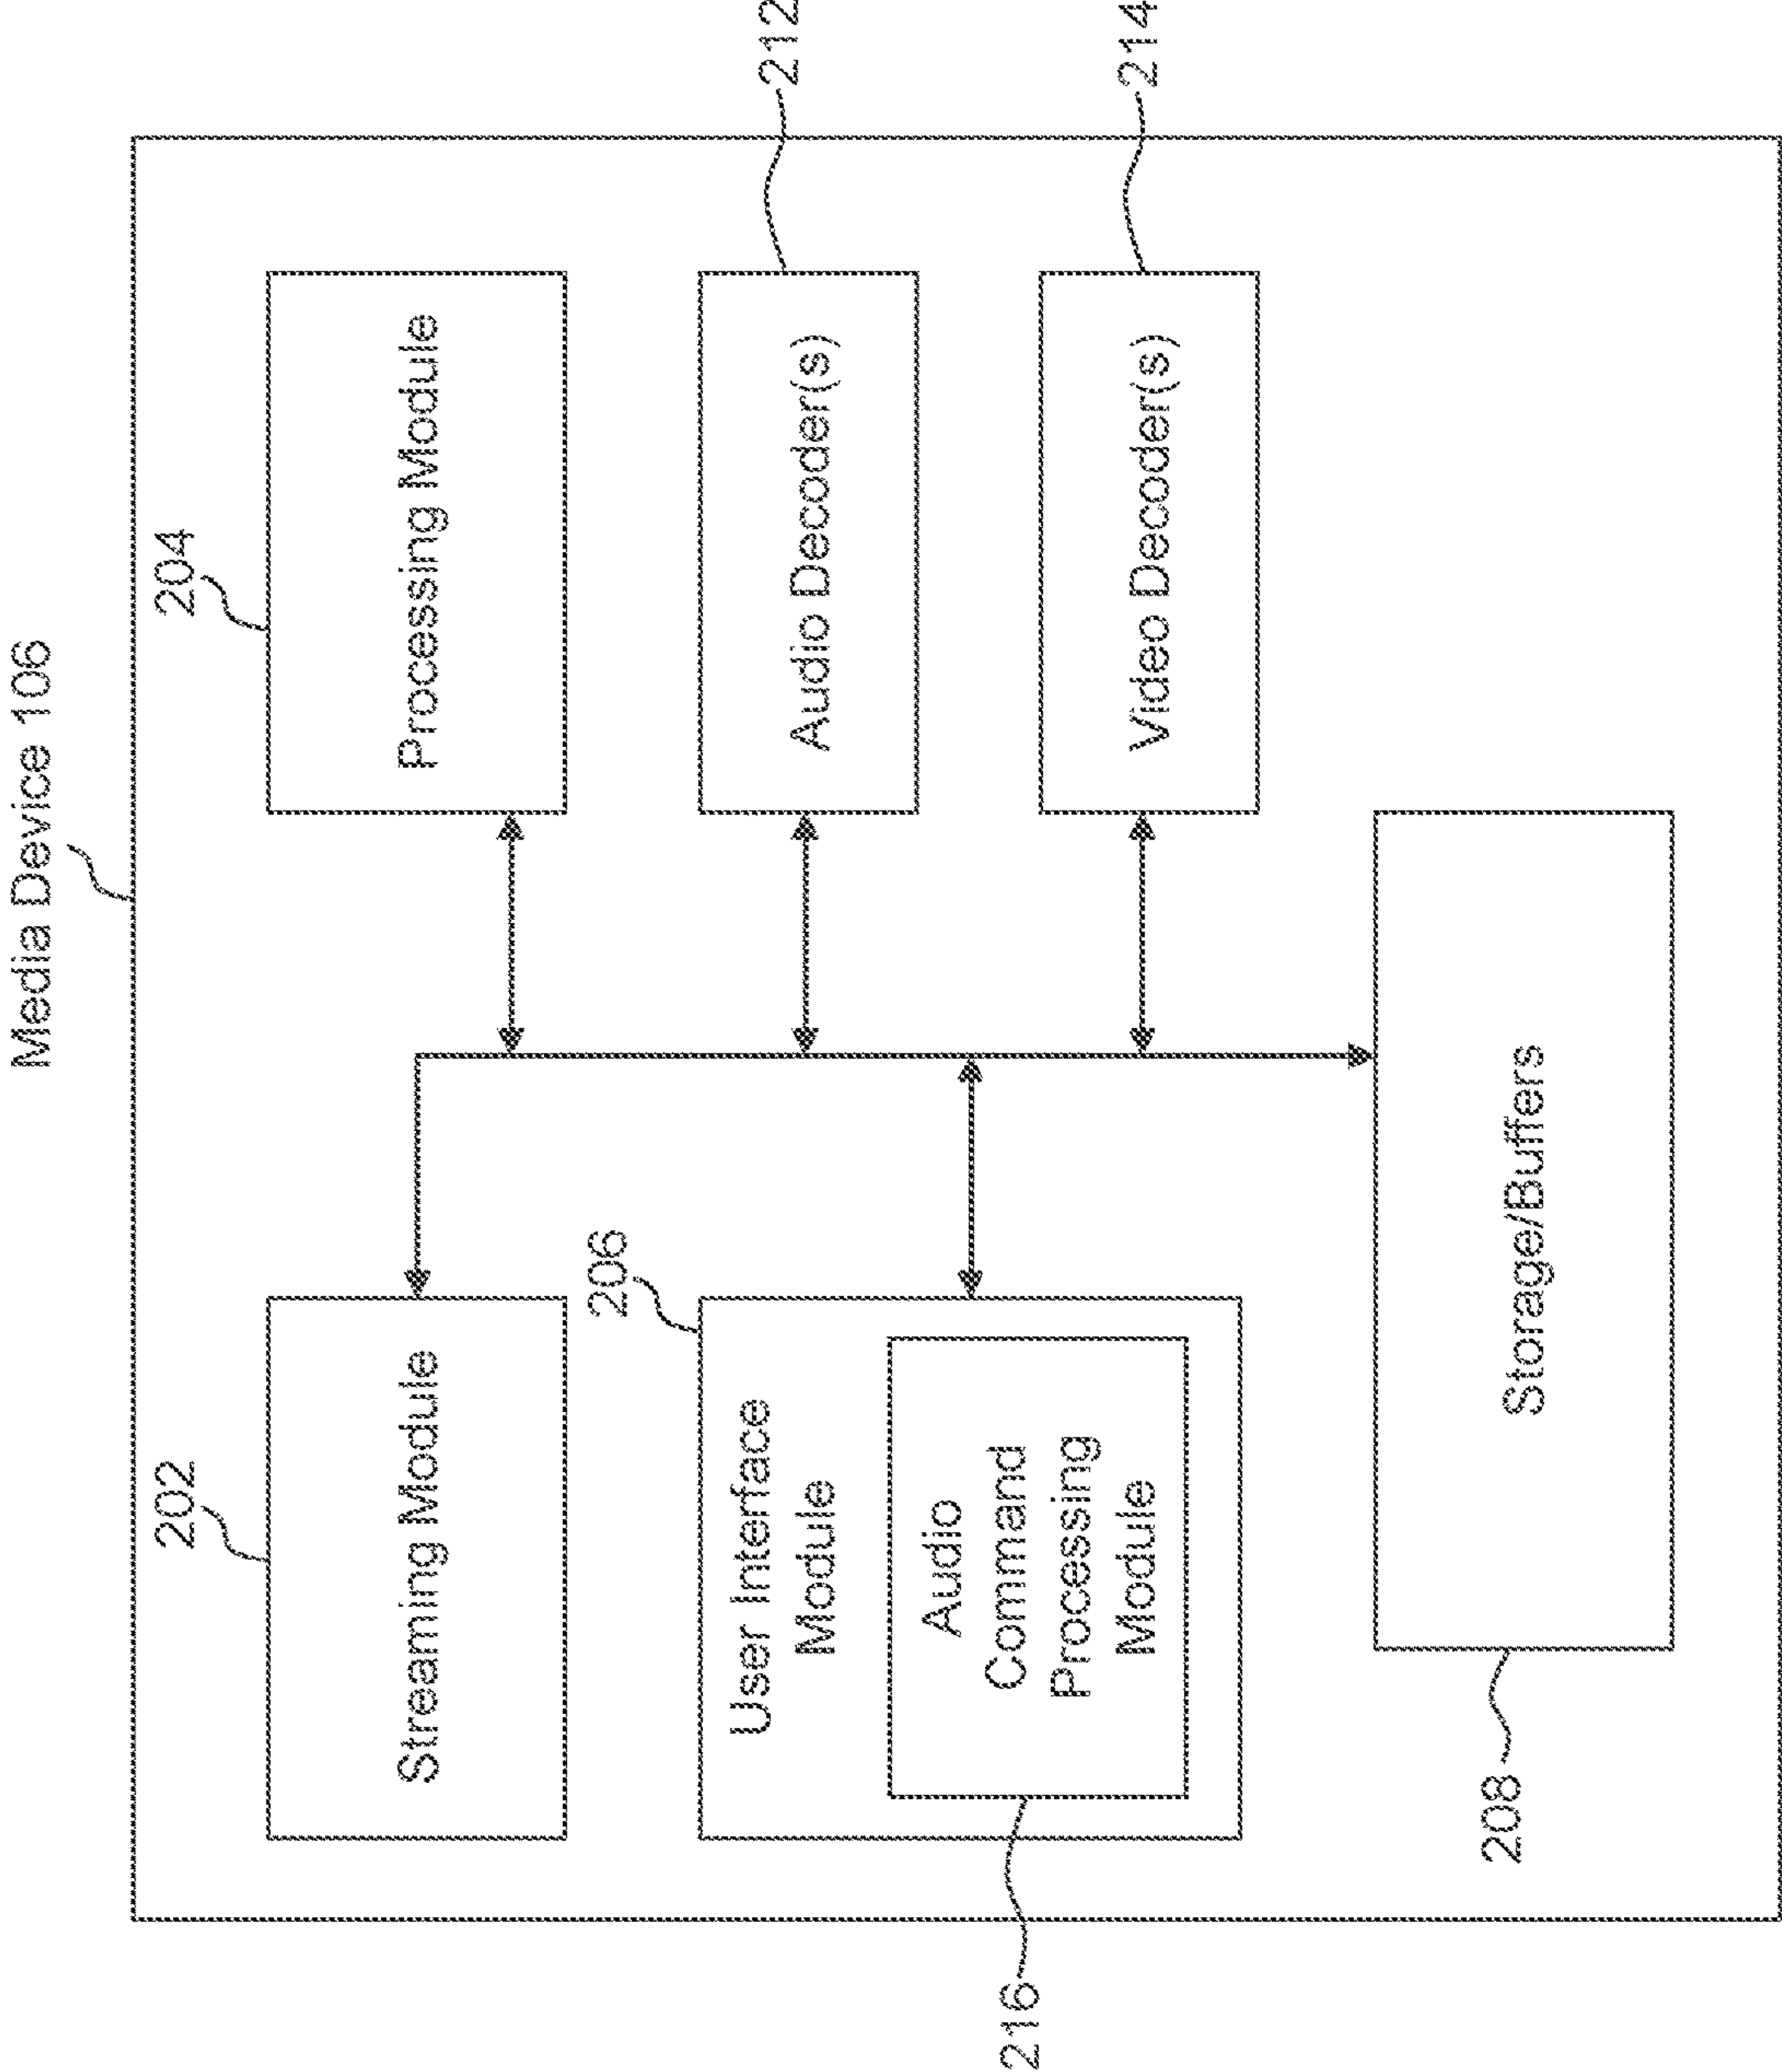 Media Device 106
202
204
Streaming Module
Processing Module
206
212
User Interface
Module
Audio Decoder(s)
216
Audio
Command
Processing
Module
214
Video Decoder(s)
208
Storage/Buffers